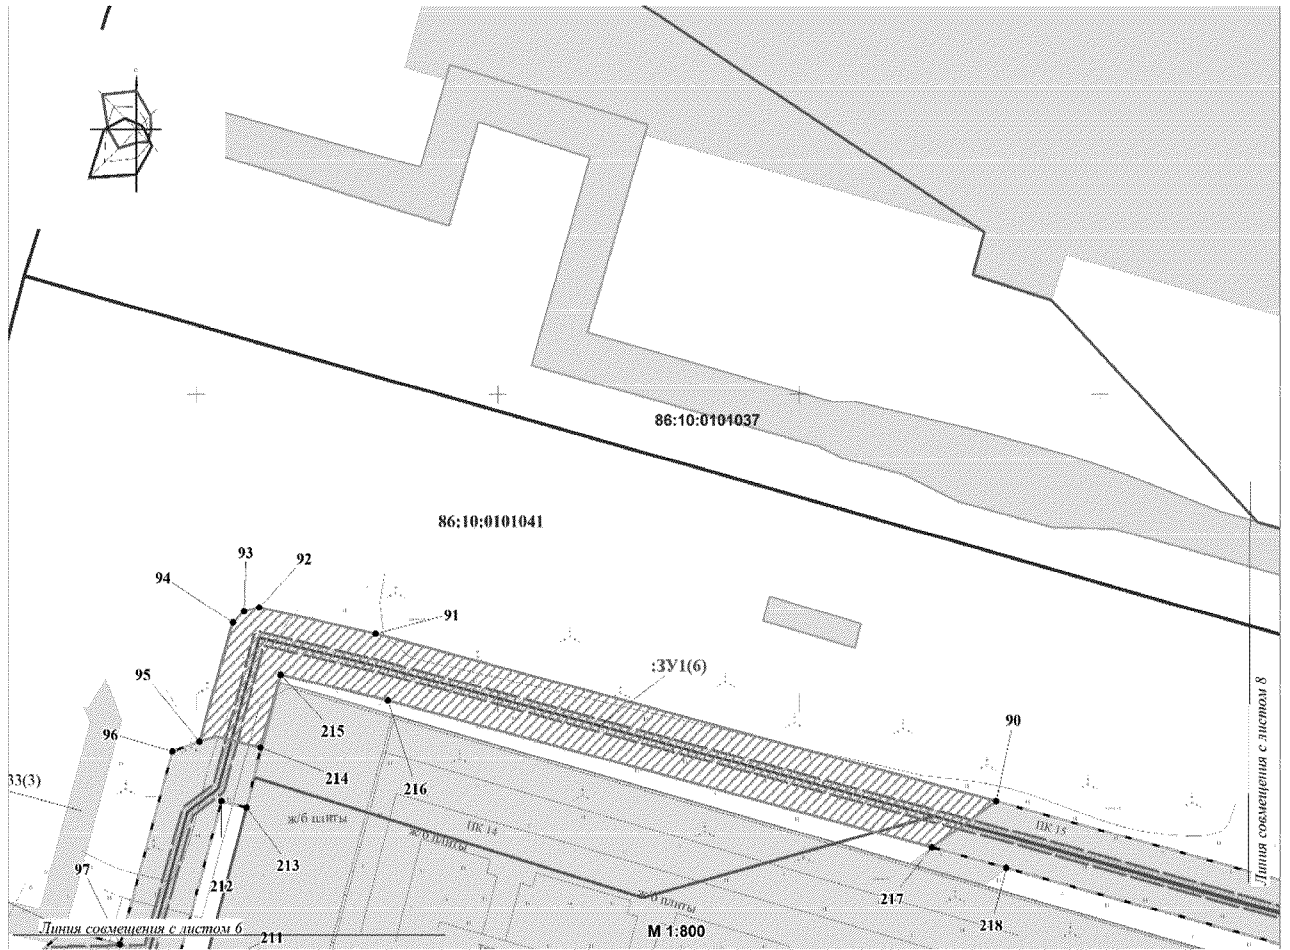 С
86:10:0101037
86:10:0101041
93
92
94
91
:ЗУ1(6)
95
90
96
215
Линия совмещения с листом 8
214
216
33(3)
ж/б плиты
ПК 14
ПК 15
ж/б плиты
213
97
212
217
ж/б плиты
218
Линия совмещения с листом 6
211
М 1:800